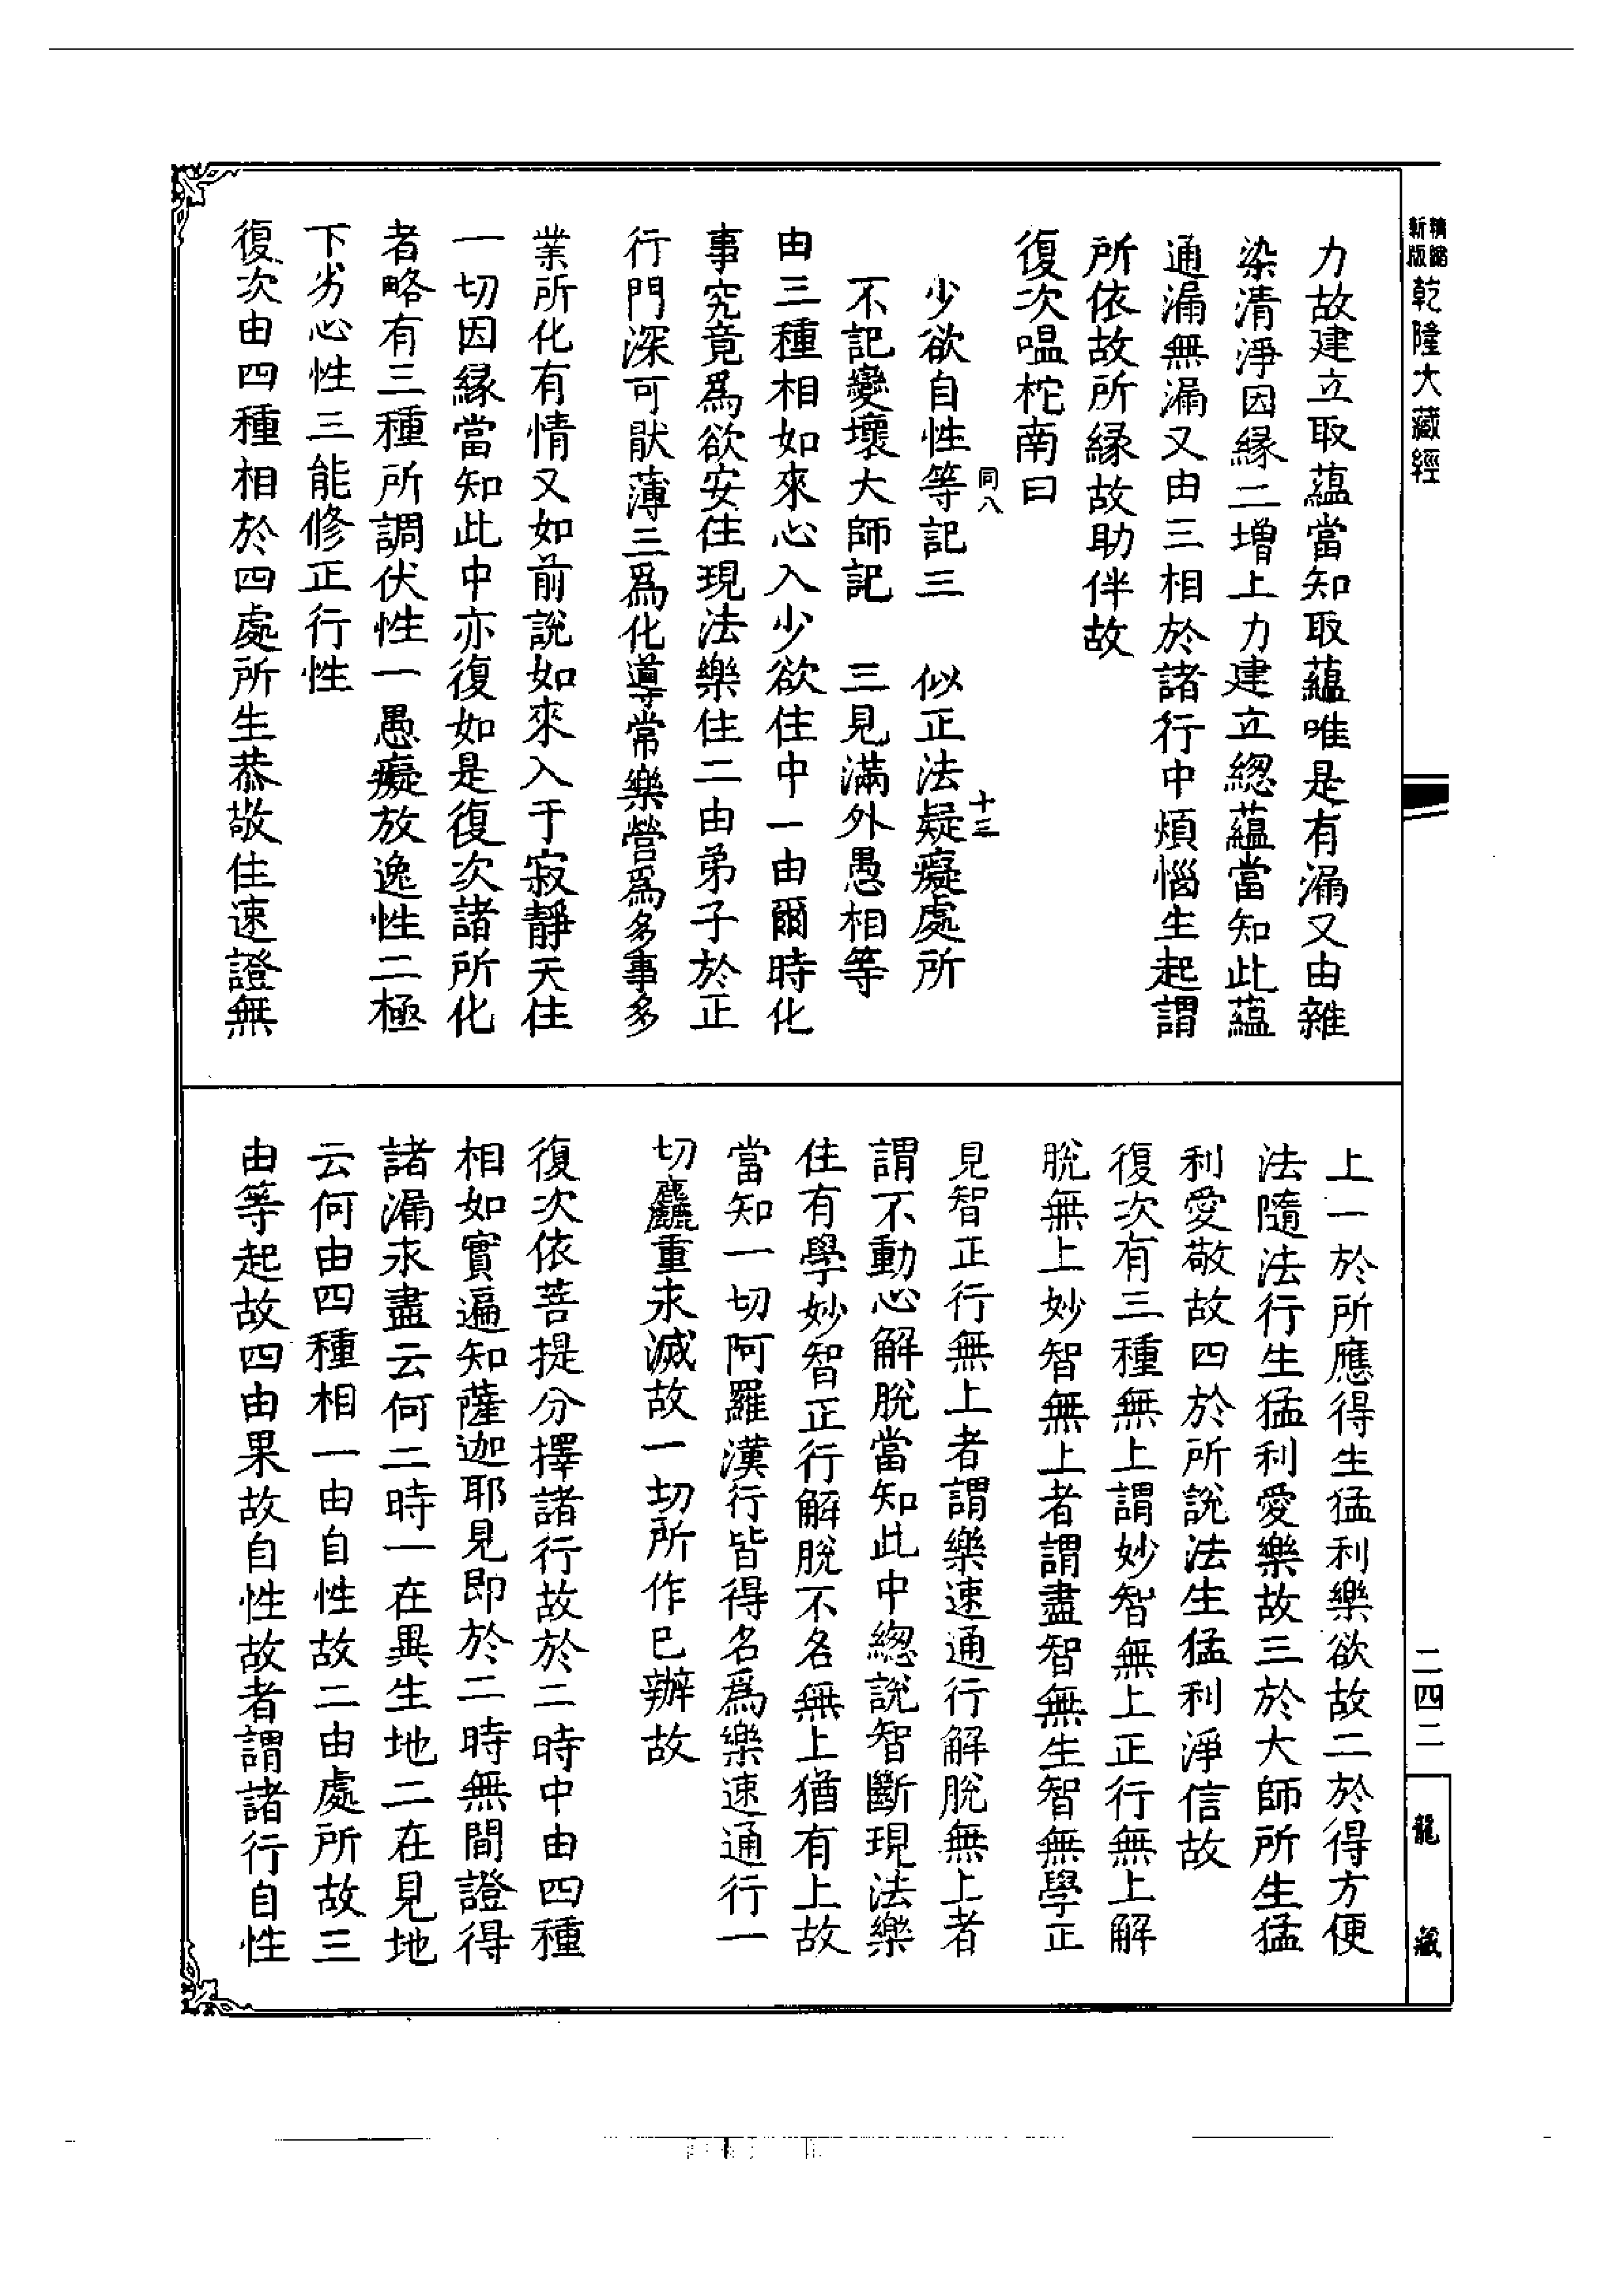 新版精縮
乾隆大藏經
力故建立取蘊當知取蘊唯是有漏又由雜
染清淨因緣二增上力建立總蘊當知此蘊
通漏無漏又由三相於諸行中煩惱生起謂
所依故所緣故助伴故
復次嗢柁南曰
同八
十三
少欲自性等記三　似正法疑癡處所
不記變壞大師記　三見滿外愚相等
由三種相如來心入少欲住中一由爾時化
事究竟爲欲安住現法樂住二由弟子於正
行門深可猒薄三爲化導常樂營爲多事多
業所化有情又如前說如來入于寂靜天住
一切因緣當知此中亦復如是復次諸所化
者略有三種所調伏性一愚癡放逸性二極
下劣心性三能修正行性
復次由四種相於四處所生恭敬住速證無
上一於所應得生猛利樂欲故二於得方便
法隨法行生猛利愛樂故三於大師所生猛
利愛敬故四於所說法生猛利淨信故
復次有三種無上謂妙智無上正行無上解
脫無上妙智無上者謂盡智無生智無學正
見智正行無上者謂樂速通行解脫無上者
謂不動心解脫當知此中總說智斷現法樂
住有學妙智正行解脫不名無上猶有上故
當知一切阿羅漢行皆得名爲樂速通行一
切麤重永滅故一切所作已辦故
復次依菩提分擇諸行故於二時中由四種
相如實遍知薩迦耶見即於二時無間證得
諸漏永盡云何二時一在異生地二在見地
云何由四種相一由自性故二由處所故三
由等起故四由果故自性故者謂諸行自性
二四二
龍藏